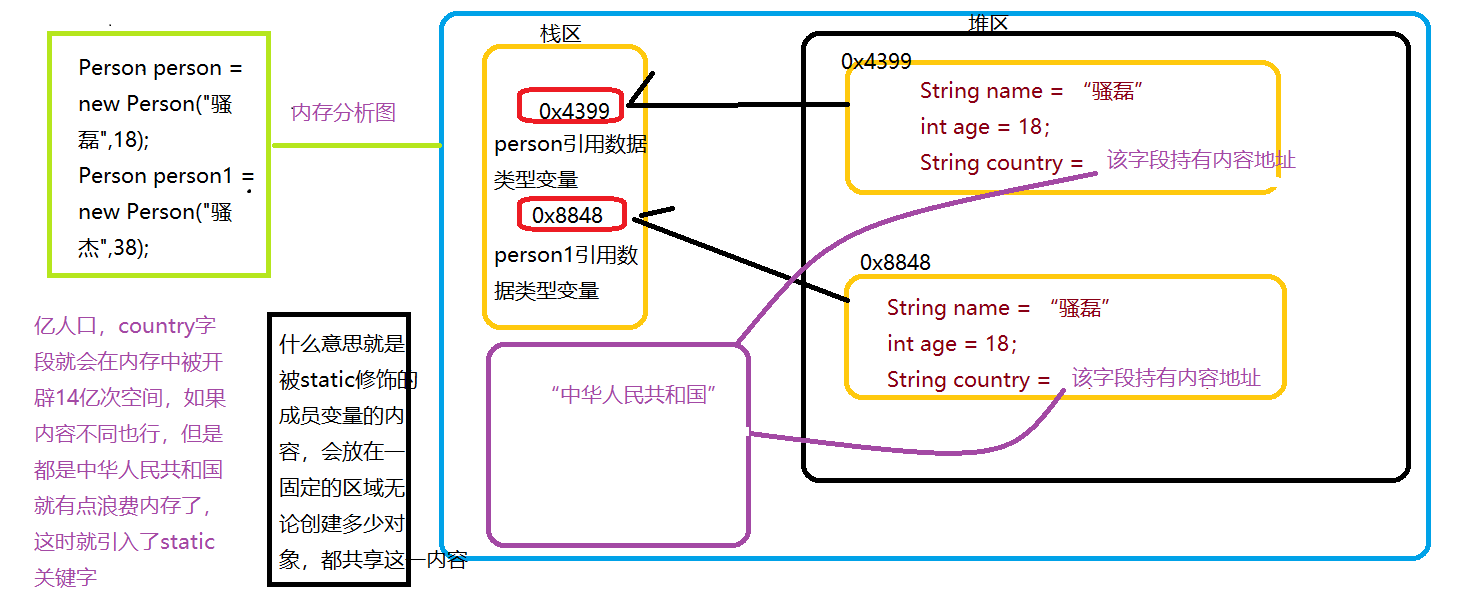 Person person =
new Person("骚
磊",18);
Person person1 =
new Person("骚
杰",38);
内存分析图
亿人口，country字
段就会在内存中被开
辟14亿次空间，如果
内容不同也行，但是
都是中华人民共和国
就有点浪费内存了，
这时就引入了static
关键字
什么意思就是
被static修饰的
成员变量的内
容，会放在一
固定的区域无
论创建多少对
象，都共享这一内容
栈区
0x4399
person引用数据
类型变量
0x8848
person1引用数
据类型变量
“中华人民共和国”
堆区
0x4399
String name = “骚磊”
int age = 18;
String country = 该字段持有内容地址
0x8848
String name = “骚磊”
int age = 18;
String country = 该字段持有内容地址